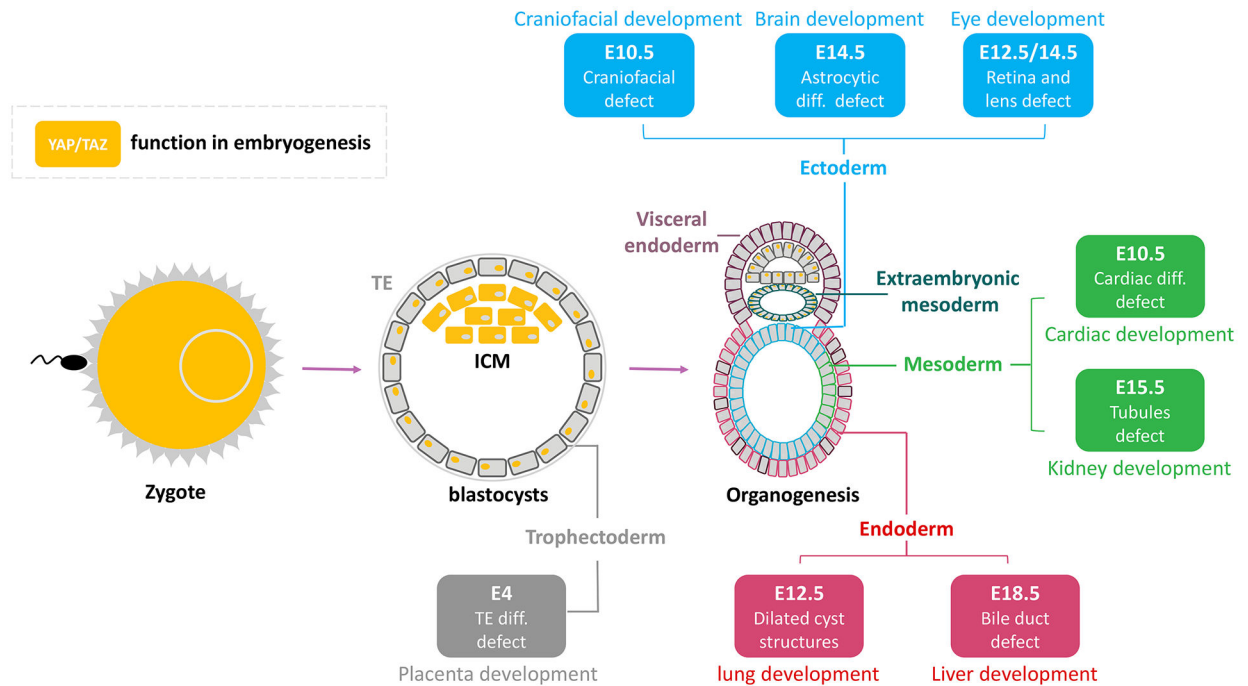 Craniofacial development
Brain development
Eye development
E10.5
Craniofacial
defect
E14.5
Astrocytic
diff. defect
E12.5/14.5
Retina and
lens defect
YAP/TAZ function in embryogenesis
Ectoderm
Visceral
endoderm
TE
Extraembryonic
mesoderm
E10.5
Cardiac diff.
defect
Cardiac development
ICM
Mesoderm
E15.5
Tubules
defect
Kidney development
Zygote
blastocysts
Organogenesis
Trophectoderm
Endoderm
E4
TE diff.
defect
Placenta development
E12.5
Dilated cyst
structures
lung development
E18.5
Bile duct
defect
Liver development